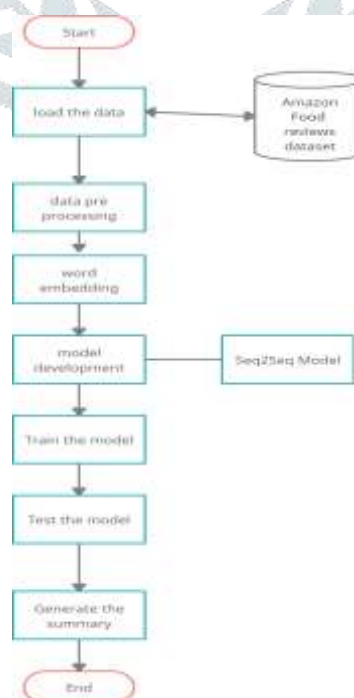 Start
load the data
Amazon
Food
reviews
dataset
data pre
processing
word
embedding
model
development
Seq2Seq Model
Train the model
Test the model
Generate the
summary
End